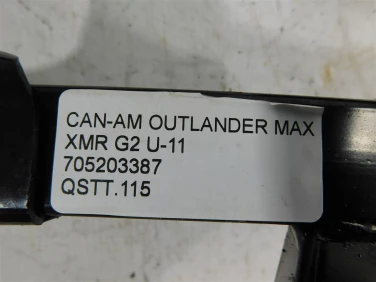 CAN-AM OUTLANDER MAX
XMR G2 U-11
705203387
QSTT.115